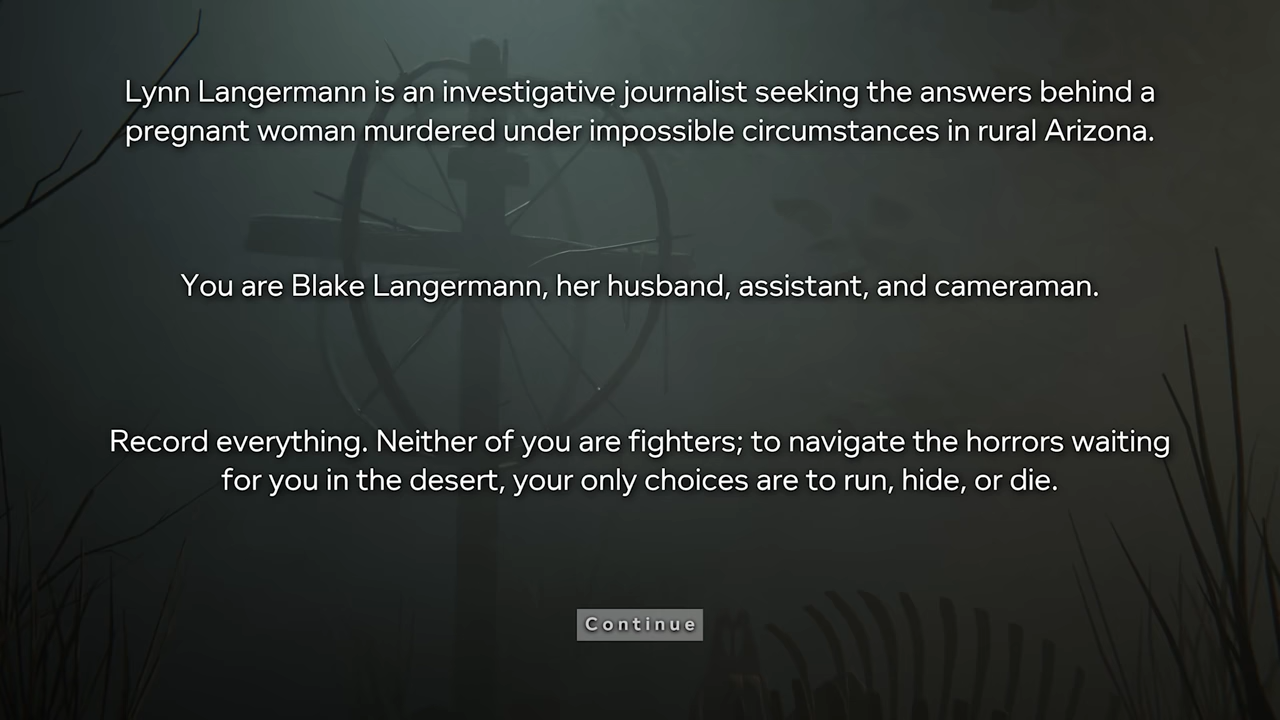 Lynn Langermann is an investigative journalist seeking the answers behind a
pregnant woman murdered under impossible circumstances in rural Arizona.
You are Blake Langermann, her husband, assistant, and cameraman.
Record everything. Neither of you are fighters; to navigate the horrors waiting
for you in the desert, your only choices are to run, hide, or die.
Continue